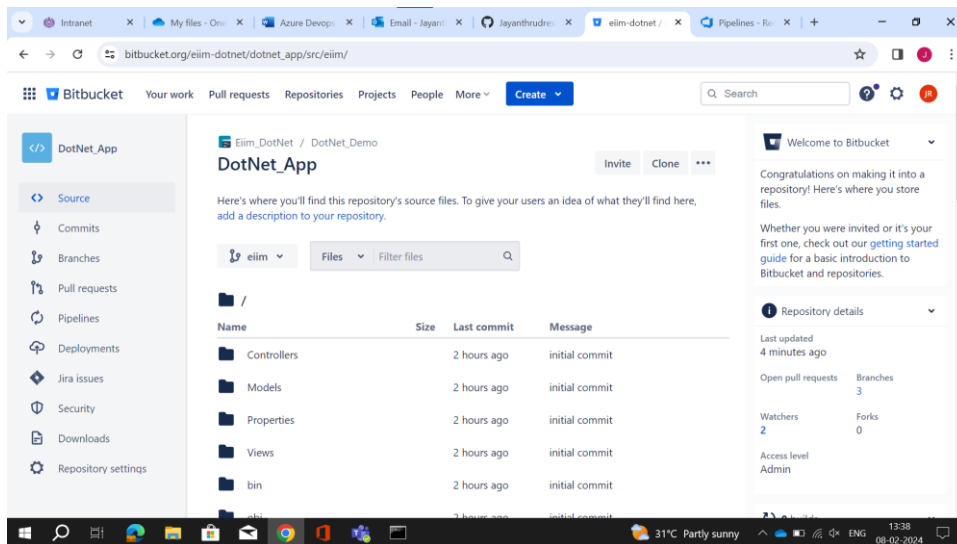 Intranet
My files - One
Azure Devops
Email - Jayant
Jayanthrudres
eiim-dotnet /
Pipelines - Re
bitbucket.org/eiim-dotnet/dotnet_app/src/eiim/
J
Bitbucket
Your work Pull requests Repositories Projects People More Create
Search
JR
</> DotNet_App
Source
Commits
Branches
Pull requests
Pipelines
Deployments
Jira issues
Security
Downloads
Repository settings
Eiim_DotNet / DotNet_Demo
DotNet_App
Invite Clone
Here's where you'll find this repository's source files. To give your users an idea of what they'll find here,
add a description to your repository.
eiim Files Filter files
/
Name Size Last commit Message
Controllers 2 hours ago initial commit
Models 2 hours ago initial commit
Properties 2 hours ago initial commit
Views 2 hours ago initial commit
bin 2 hours ago initial commit
obj 2 hours ago initial commit
Welcome to Bitbucket
Congratulations on making it into a
repository! Here's where you store
files.
Whether you were invited or it's your
first one, check out our getting started
guide for a basic introduction to
Bitbucket and repositories.
Repository details
Last updated
4 minutes ago
Open pull requests Branches
3
Watchers Forks
2 0
Access level
Admin
builds
31°C Partly sunny
ENG
13:38
08-02-2024